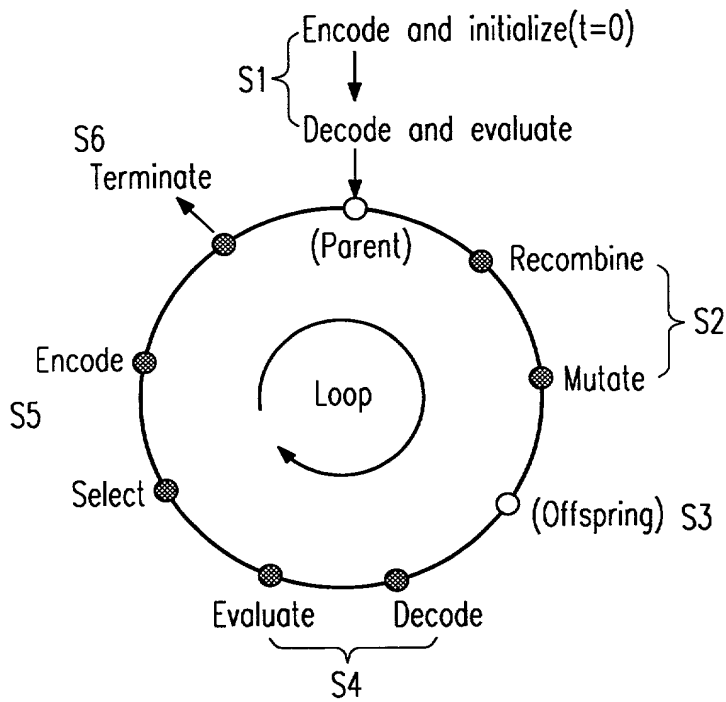 Encode and initialize(t=0)
S1
Decode and evaluate
S6
Terminate
(Parent)
Recombine
S2
Mutate
Encode
Loop
S5
Select
(Offspring) S3
Evaluate
Decode
S4